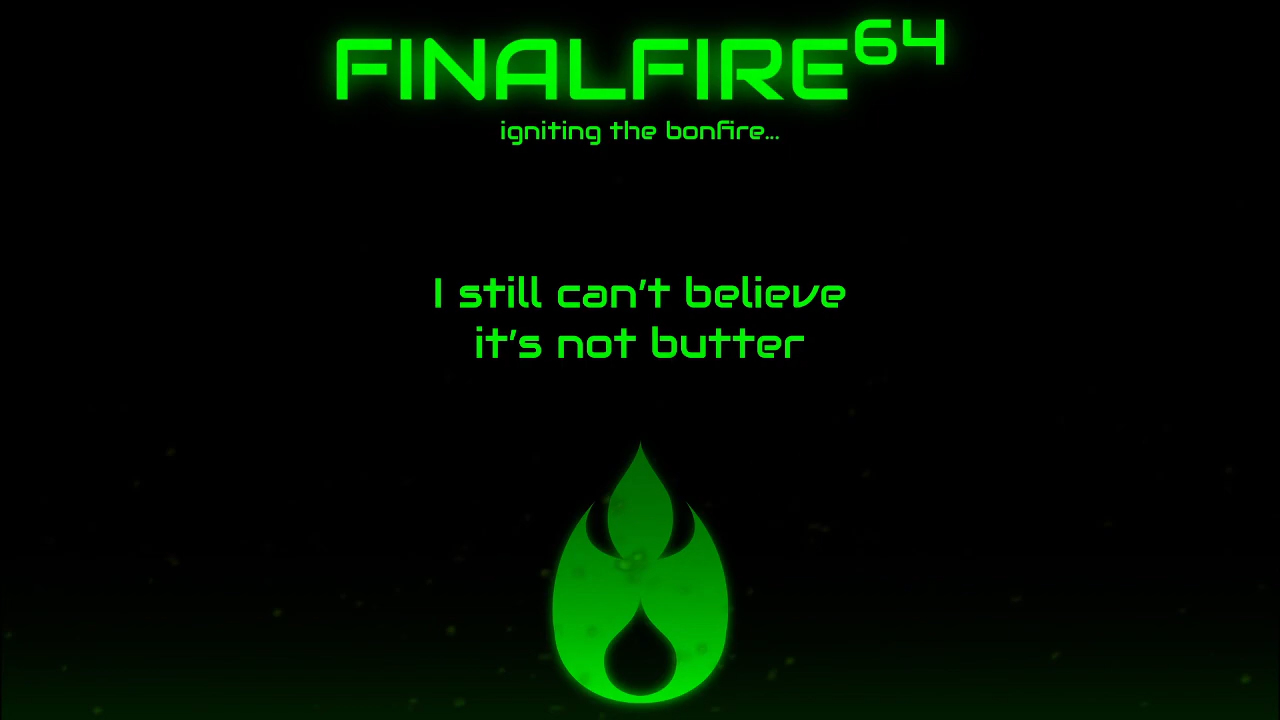 FINALFIRE64
igniting the bonfire...
I still can't believe
it's not butter